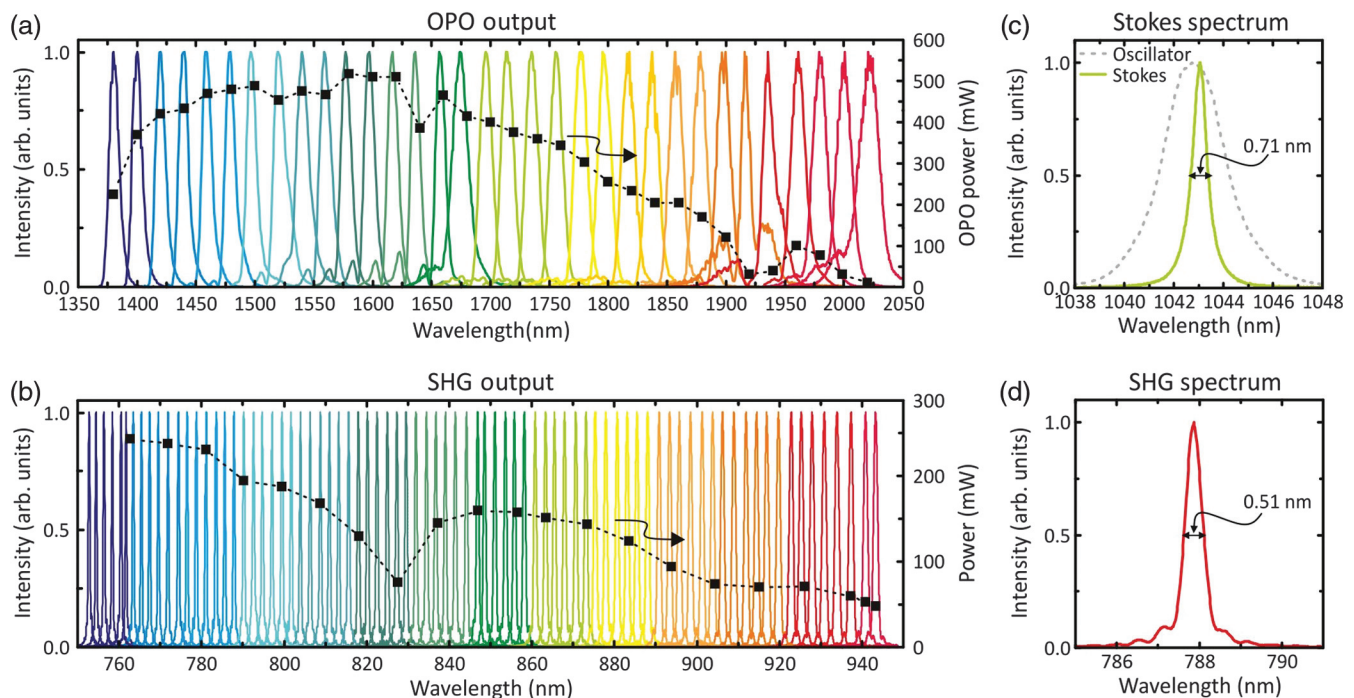 (a)
OPO output
Intensity (arb. units)
1.0
0.5
0.0
600
500
400
300
200
100
0
OPO power (mW)
1350 1400 1450 1500 1550 1600 1650 1700 1750 1800 1850 1900 1950 2000 2050
Wavelength(nm)
(c)
Stokes spectrum
Oscillator
Stokes
0.71 nm
Intensity (arb. units)
1.0
0.5
0.0
1038 1040 1042 1044 1046 1048
Wavelength (nm)
(b)
SHG output
Intensity (arb. units)
1.0
0.5
0.0
300
200
100
0
Power (mW)
760 780 800 820 840 860 880 900 920 940
Wavelength (nm)
(d)
SHG spectrum
0.51 nm
Intensity (arb. units)
1.0
0.5
0.0
786 788 790
Wavelength (nm)